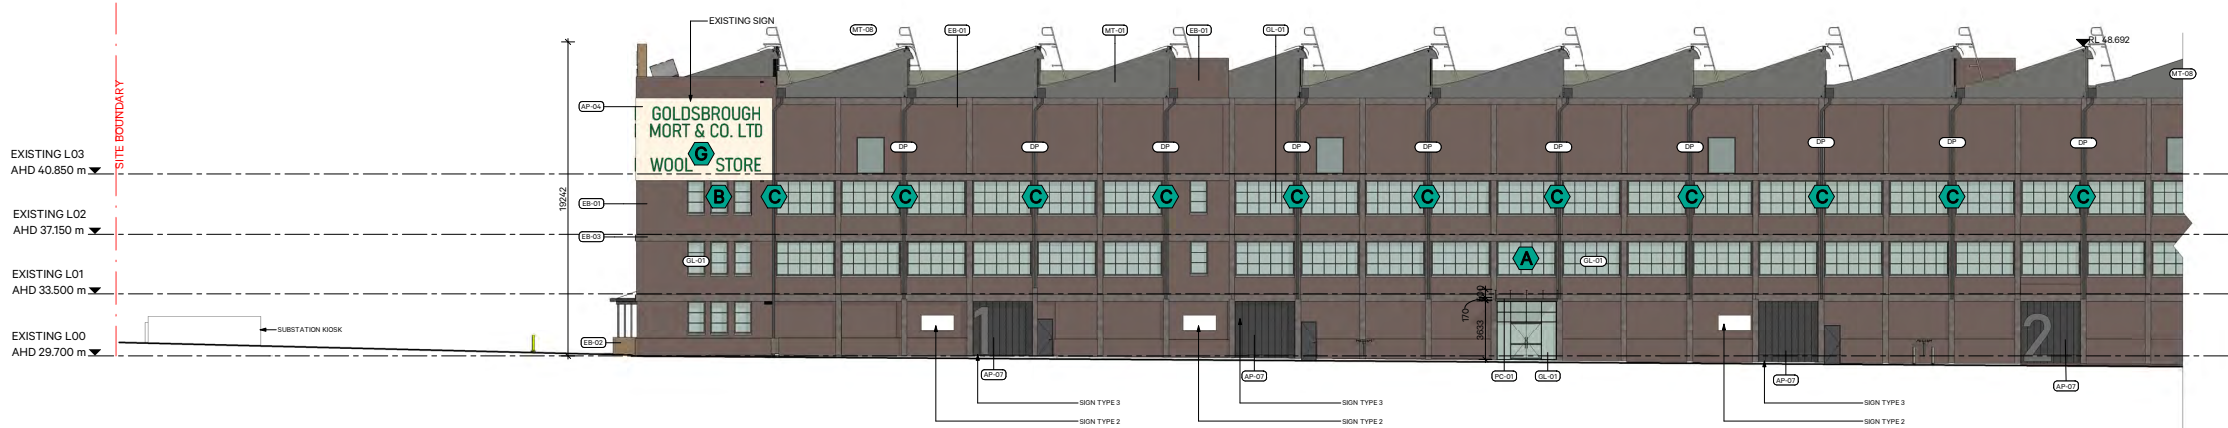 EXISTING SIGN
MT-08
EB-01
MT-01
EB-01
GL-01
RL 48.692
MT-08
SITE BOUNDARY
AP-04
GOLDSBROUGH
MORT & CO. LTD
WOOL STORE
G
DP
DP
DP
DP
DP
DP
DP
DP
DP
DP
EXISTING L03
AHD 40.850 m
19242
EB-01
B
C
C
C
C
C
C
C
C
C
C
C
EXISTING L02
AHD 37.150 m
EB-03
GL-01
A
GL-01
EXISTING L01
AHD 33.500 m
170
3633
1
2
SUBSTATION KIOSK
EXISTING L00
AHD 29.700 m
EB-02
AP-07
AP-07
PC-01
GL-01
AP-07
AP-07
SIGN TYPE 3
SIGN TYPE 3
SIGN TYPE 3
SIGN TYPE 2
SIGN TYPE 2
SIGN TYPE 2